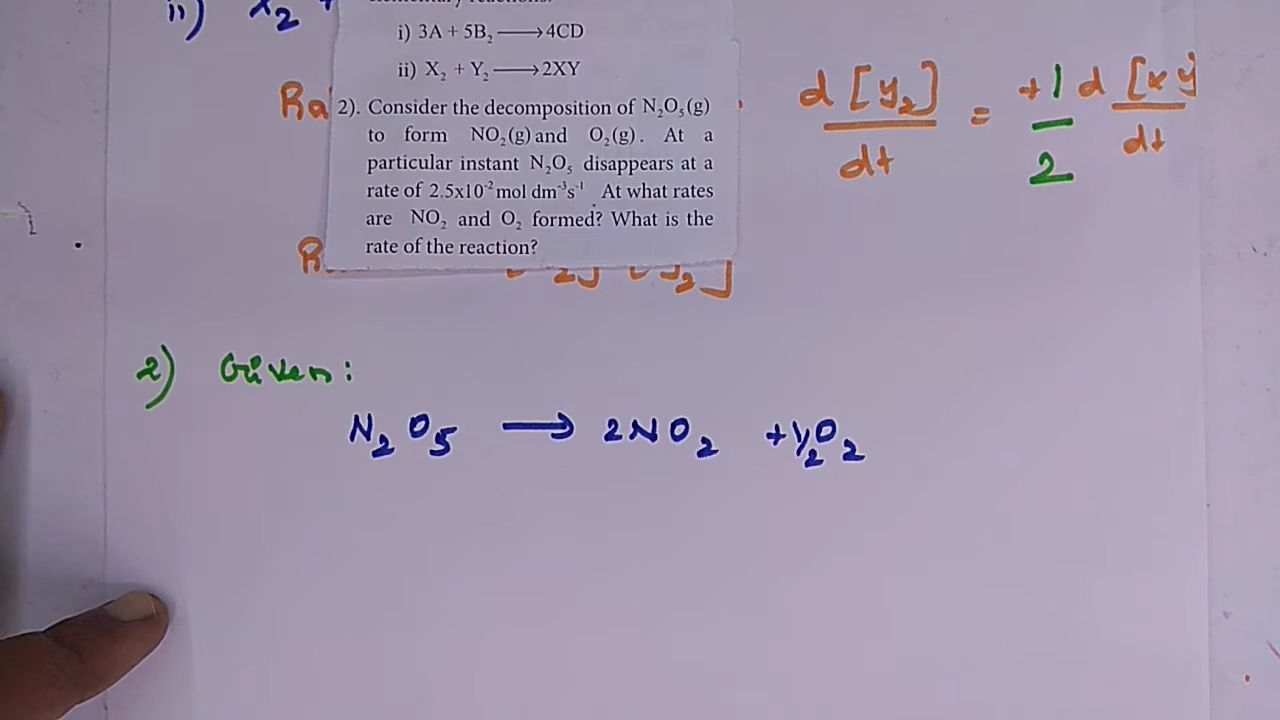 ii) X₂ +
i) 3A + 5B₂ ⟶ 4CD
ii) X₂ + Y₂ ⟶ 2XY
2). Consider the decomposition of N₂O₅(g)
to form NO₂(g) and O₂(g). At a
particular instant N₂O₅ disappears at a
rate of 2.5x10⁻² mol dm⁻³s⁻¹ At what rates
are NO₂ and O₂ formed? What is the
rate of the reaction?
d[y₂]/dt = +1/2 d[xy]/dt
2) Given:
N₂O₅ ⟶ 2NO₂ + ½O₂